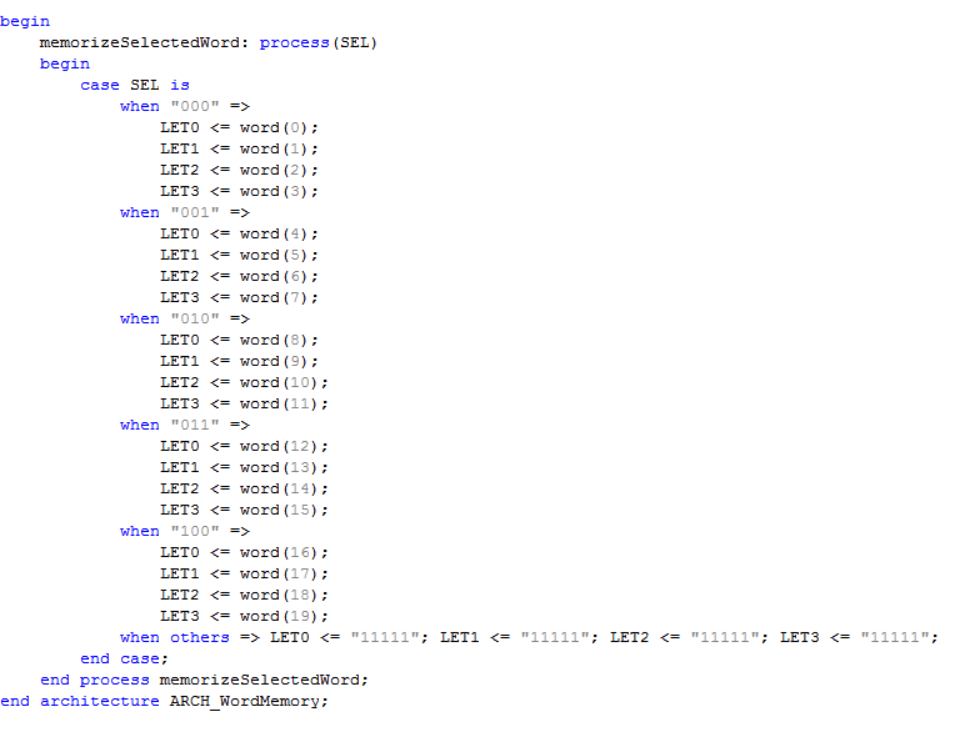 begin
    memorizeSelectedWord: process(SEL)
    begin
        case SEL is
            when "000" =>
                LET0 <= word(0);
                LET1 <= word(1);
                LET2 <= word(2);
                LET3 <= word(3);
            when "001" =>
                LET0 <= word(4);
                LET1 <= word(5);
                LET2 <= word(6);
                LET3 <= word(7);
            when "010" =>
                LET0 <= word(8);
                LET1 <= word(9);
                LET2 <= word(10);
                LET3 <= word(11);
            when "011" =>
                LET0 <= word(12);
                LET1 <= word(13);
                LET2 <= word(14);
                LET3 <= word(15);
            when "100" =>
                LET0 <= word(16);
                LET1 <= word(17);
                LET2 <= word(18);
                LET3 <= word(19);
            when others => LET0 <= "11111"; LET1 <= "11111"; LET2 <= "11111"; LET3 <= "11111";
        end case;
    end process memorizeSelectedWord;
end architecture ARCH_WordMemory;